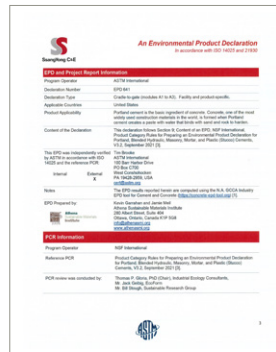 An Environmental Product Declaration
In accordance with ISO 14025 and 21930
SsangYong C&E
EPD and Project Report Information
Program Operator ASTM International
Declaration Number EPD 641
Declaration Type Cradle-to-gate (modules A1 to A3). Facility and product-specific.
Applicable Countries United States
Product Applicability Portland cement is the basic ingredient of concrete. Concrete, one of the most
widely used construction materials in the world, is formed when Portland
cement creates a paste with water that binds with sand and rock to harden.
Content of the Declaration This declaration follows Section 9; Content of an EPD, NSF International
Product Category Rules for Preparing an Environmental Product Declaration for
Portland, Blended Hydraulic, Masonry, Mortar, and Plastic (Stucco) Cements,
V3.2, September 2021 [3].
This EPD was independently verified Tim Brooke
by ASTM in accordance with ISO ASTM International
14025 and the reference PCR: 100 Barr Harbor Drive
PO Box C700
Internal External West Conshohocken
X PA 19428-2959, USA
Notes The EPD results reported herein are computed using the N.A. GCCA Industry
EPD tool for Cement and Concrete
EPD Prepared by: Kevin Gerrahan and Jamie Meil
Athena Athena Sustainable Materials Institute
280 Albert Street, Suite 404
Ottawa, Ontario, Canada K1P 5G8
info@athenasmi.org
www.athenasmi.org
PCR Information
Program Operator NSF International
Reference PCR Product Category Rules for Preparing an Environmental Product Declaration
for Portland, Blended Hydraulic, Masonry, Mortar, and Plastic (Stucco)
Cements, V3.2, September 2021 [3].
PCR review was conducted by: Thomas P. Gloria, PhD (Chair), Industrial Ecology Consultants,
Mr. Jack Geibig, EcoForm
Mr. Bill Stough, Sustainable Research Group
ASTM